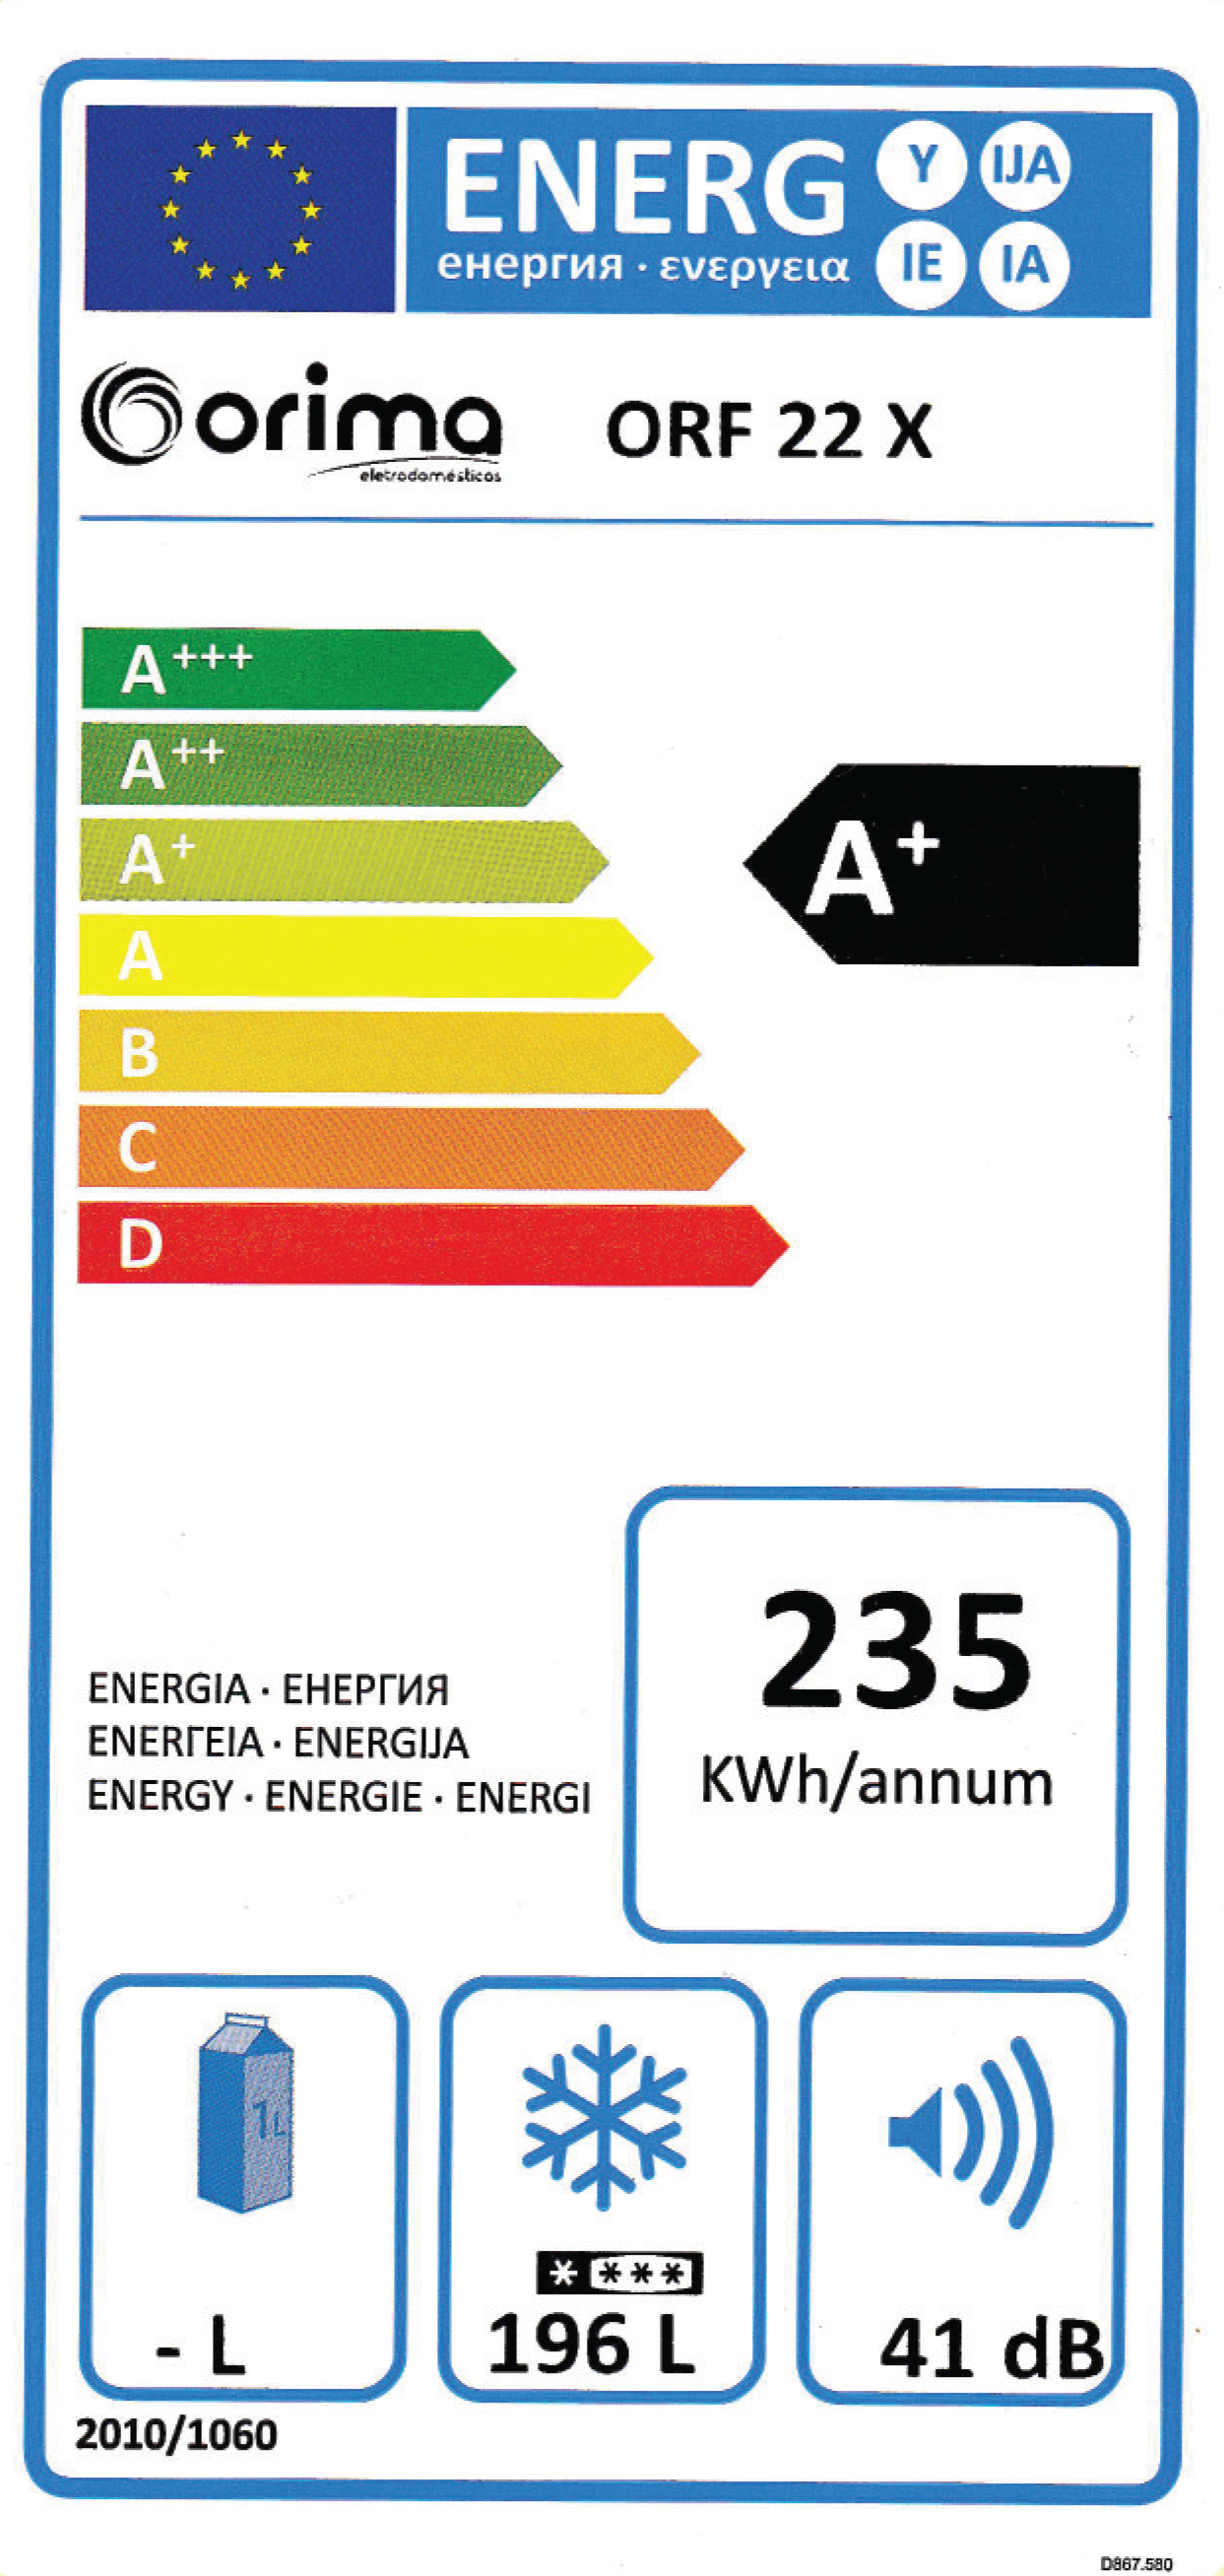 ENERG Y IJA
енергия · ενεργεια IE IA
orima ORF 22 X
eletrodomésticos
A+++
A++
A+
A+
A
B
C
D
235
ENERGIA · ЕНЕРГИЯ
ΕΝΕΡΓΕΙΑ · ENERGIJA
KWh/annum
ENERGY · ENERGIE · ENERGI
1L
- L
196 L
41 dB
2010/1060
D867.580